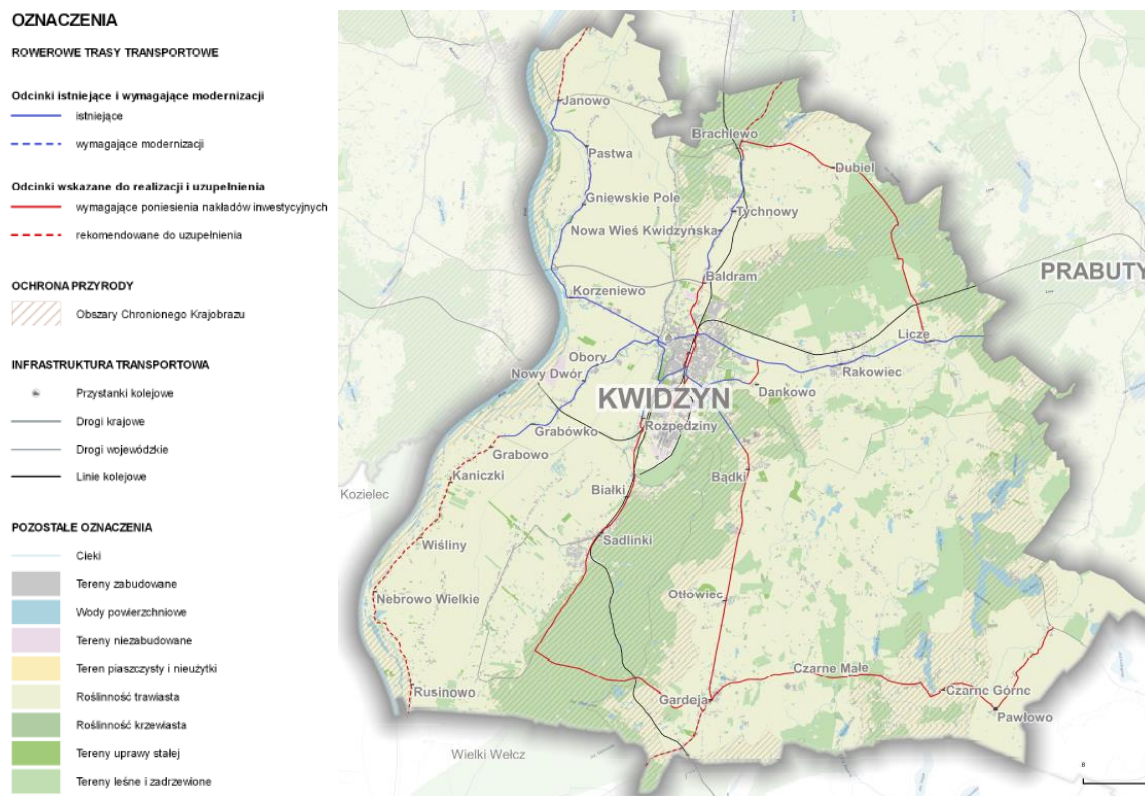 OZNACZENIA
ROWEROWE TRASY TRANSPORTOWE
Odcinki istniejące i wymagające modernizacji
istniejące
wymagające modernizacji
Odcinki wskazane do realizacji i uzupełnienia
wymagające poniesienia nakładów inwestycyjnych
rekomendowane do uzupełnienia
OCHRONA PRZYRODY
Obszary Chronionego Krajobrazu
INFRASTRUKTURA TRANSPORTOWA
Przystanki kolejowe
Drogi krajowe
Drogi wojewódzkie
Linie kolejowe
POZOSTAŁE OZNACZENIA
Cieki
Tereny zabudowane
Wody powierzchniowe
Tereny niezabudowane
Teren piaszczysty i nieużytki
Roślinność trawiasta
Roślinność krzewiasta
Tereny uprawy stałej
Tereny leśne i zadrzewione
Janowo
Brachlewo
Pastwa
Dubiel
Gniewskie Pole
Tychnowy
Nowa Wieś Kwidzyńska
PRABUTY
Baldram
Korzeniewo
Licze
Obory
Rakowiec
Nowy Dwór
Dankowo
KWIDZYN
Rozpędziny
Grabówko
Grabowo
Kaniczki
Bądki
Kozielec
Białki
Sadlinki
Wiśliny
Otłowiec
Nebrowo Wielkie
Czarne Małe
Rusinowo
Gardeja
Czarne Górne
Pawłowo
Wielki Wełcz
8